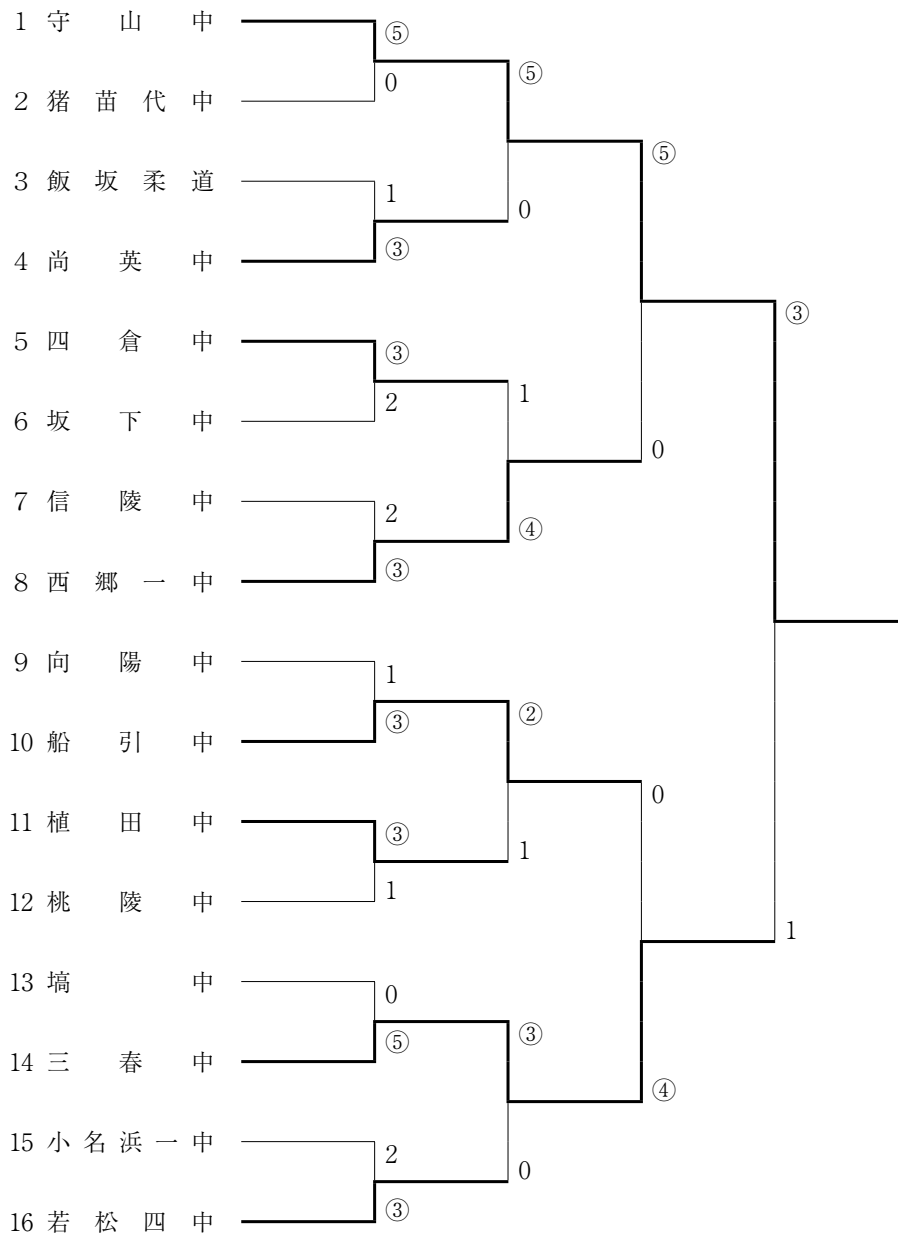 1 守山中
⑤
⑤
0
2 猪苗代中
⑤
3 飯坂柔道
1
0
③
4 尚英中
③
5 四倉中
③
1
2
6 坂下中
0
7 信陵中
2
④
③
8 西郷一中
9 向陽中
1
②
③
10 船引中
0
11 植田中
③
1
1
12 桃陵中
1
13 塙中
0
③
⑤
14 三春中
④
15 小名浜一中
2
0
③
16 若松四中